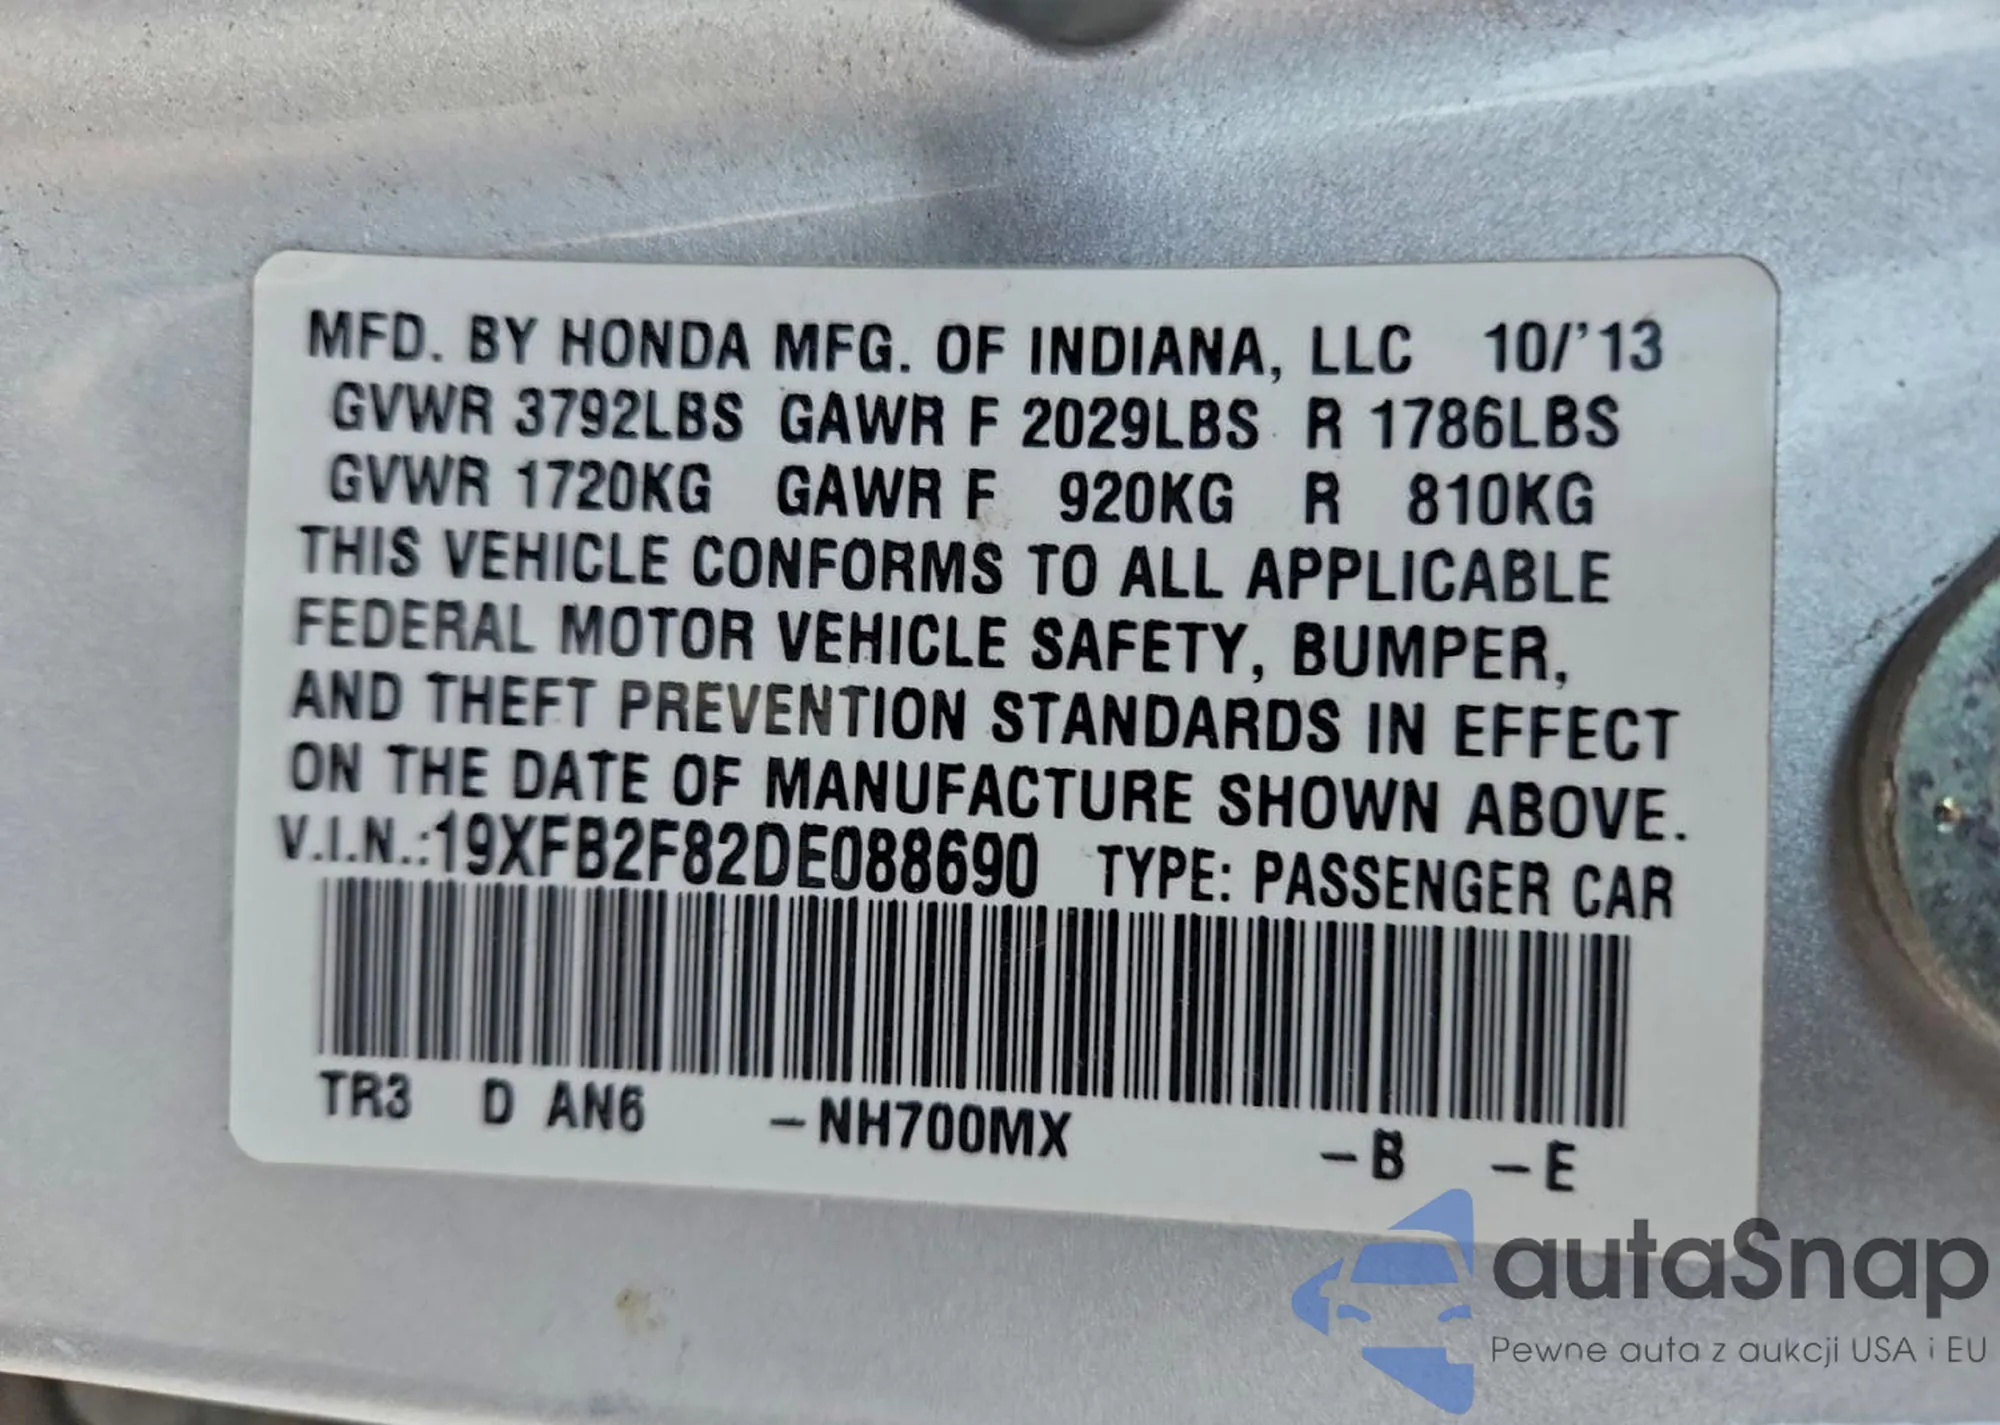 MFD. BY HONDA MFG. OF INDIANA, LLC 10/'13
GVWR 3792LBS GAWR F 2029LBS R 1786LBS
GVWR 1720KG GAWR F 920KG R 810KG
THIS VEHICLE CONFORMS TO ALL APPLICABLE
FEDERAL MOTOR VEHICLE SAFETY, BUMPER,
AND THEFT PREVENTION STANDARDS IN EFFECT
ON THE DATE OF MANUFACTURE SHOWN ABOVE.
V.I.N.:19XFB2F82DE088690 TYPE: PASSENGER CAR
TR3 D AN6 -NH700MX -B -E
autaSnap
Pewne auta z aukcji USA i EU